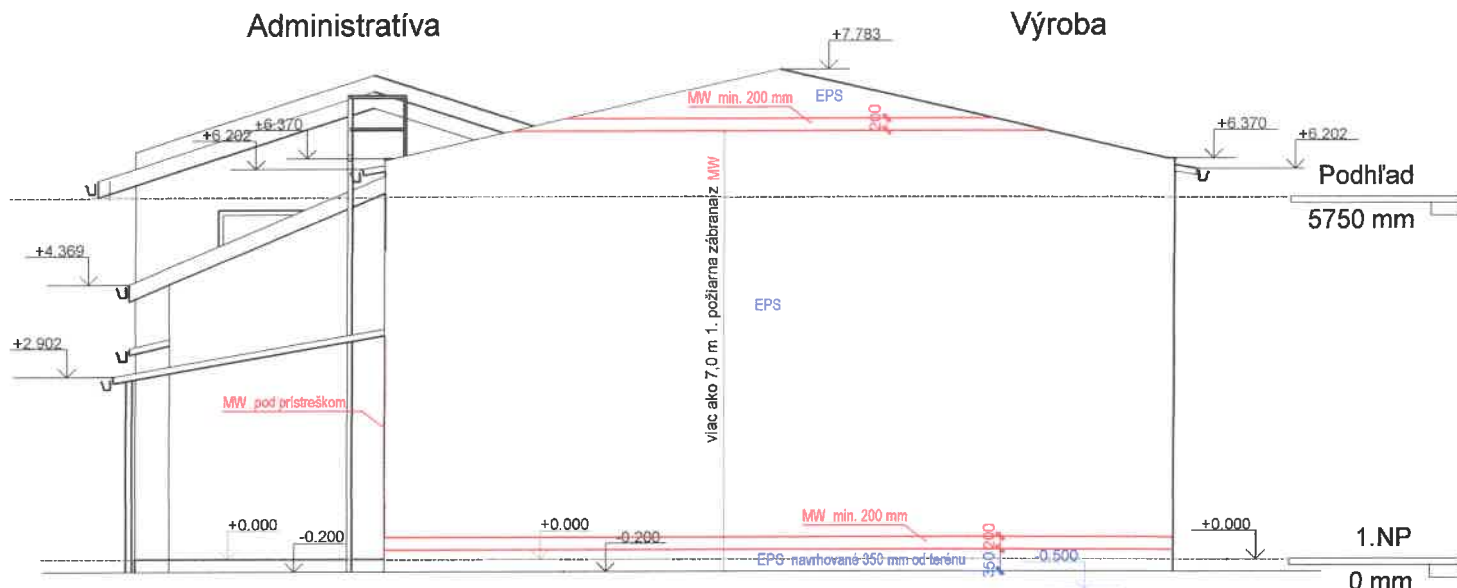 Administratíva
Výroba
+7.783
MW min. 200 mm
EPS
200
+6.370
+6.202
+6.370
+6.202
Podhľad
5750 mm
viac ako 7,0 m 1. požiarna zábrana z MW
+4.369
EPS
+2.902
MW pod prístreškom
MW min. 200 mm
200
+0.000
-0.200
+0.000
-0.200
+0.000
1.NP
EPS navrhované 350 mm od terénu
350
-0.500
0 mm